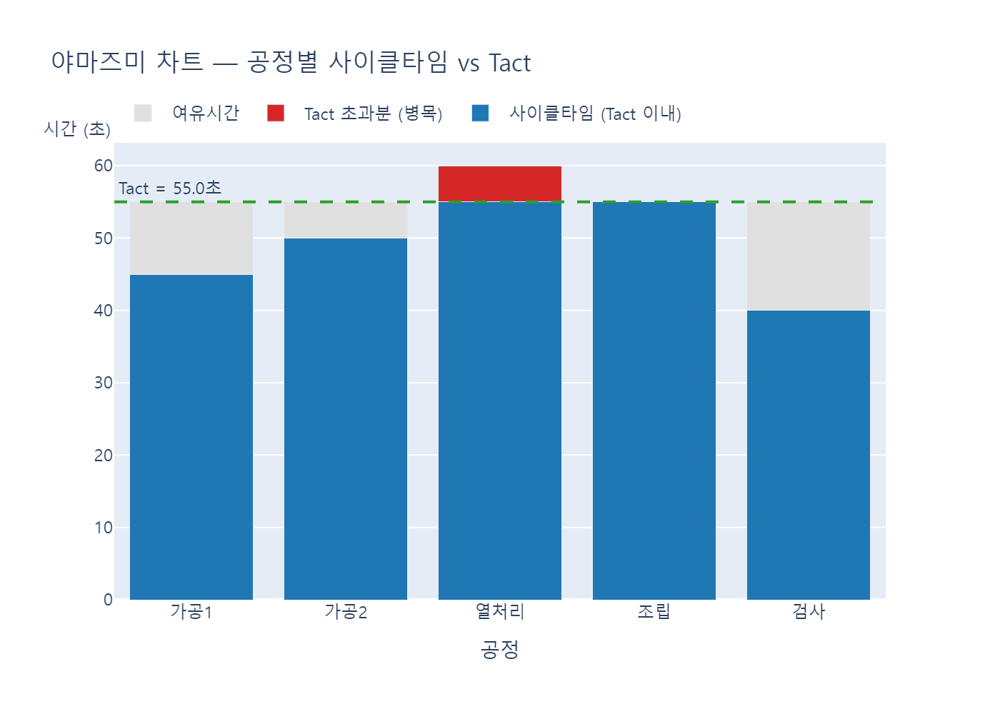 야마즈미 차트 — 공정별 사이클타임 vs Tact
여유시간 Tact 초과분 (병목) 사이클타임 (Tact 이내)
시간 (초)
60
Tact = 55.0초
50
40
30
20
10
0
가공1 가공2 열처리 조립 검사
공정